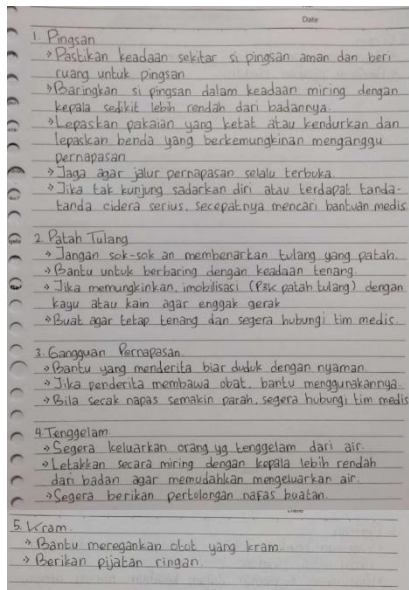 Date
1. Pingsan
→ Pastikan keadaan sekitar si pingsan aman dan beri
ruang untuk pingsan
→ Baringkan si pingsan dalam keadaan miring dengan
kepala sedikit lebih rendah dari badannya.
→ Lepaskan pakaian yang ketat atau kendurkan dan
lepaskan benda yang berkemungkinan menganggu
pernapasan
→ Jaga agar jalur pernapasan selalu terbuka.
→ Jika tak kunjung sadarkan diri atau terdapat tanda-
tanda cidera serius, secepatnya mencari bantuan medis
2. Patah Tulang
→ Jangan sok-sok an membenarkan tulang yang patah.
→ Bantu untuk berbaring dengan keadaan tenang.
→ Jika memungkinkan, imobilisasi (P3K patah tulang) dengan
kayu atau kain agar enggak gerak
→ Buat agar tetap tenang dan segera hubungi tim medis.
3. Gangguan Pernapasan
→ Bantu yang menderita biar duduk dengan nyaman.
→ Jika penderita membawa obat, bantu menggunakannya.
→ Bila secak napas semakin parah, segera hubungi tim medis
4. Tenggelam
→ Segera keluarkan orang yg tenggelam dari air.
→ Letakkan secara miring dengan kepala lebih rendah
dari badan agar memudahkan mengeluarkan air.
→ Segera berikan pertolongan nafas buatan.
5. Kram
→ Bantu meregangkan otot yang kram.
→ Berikan pijatan ringan.